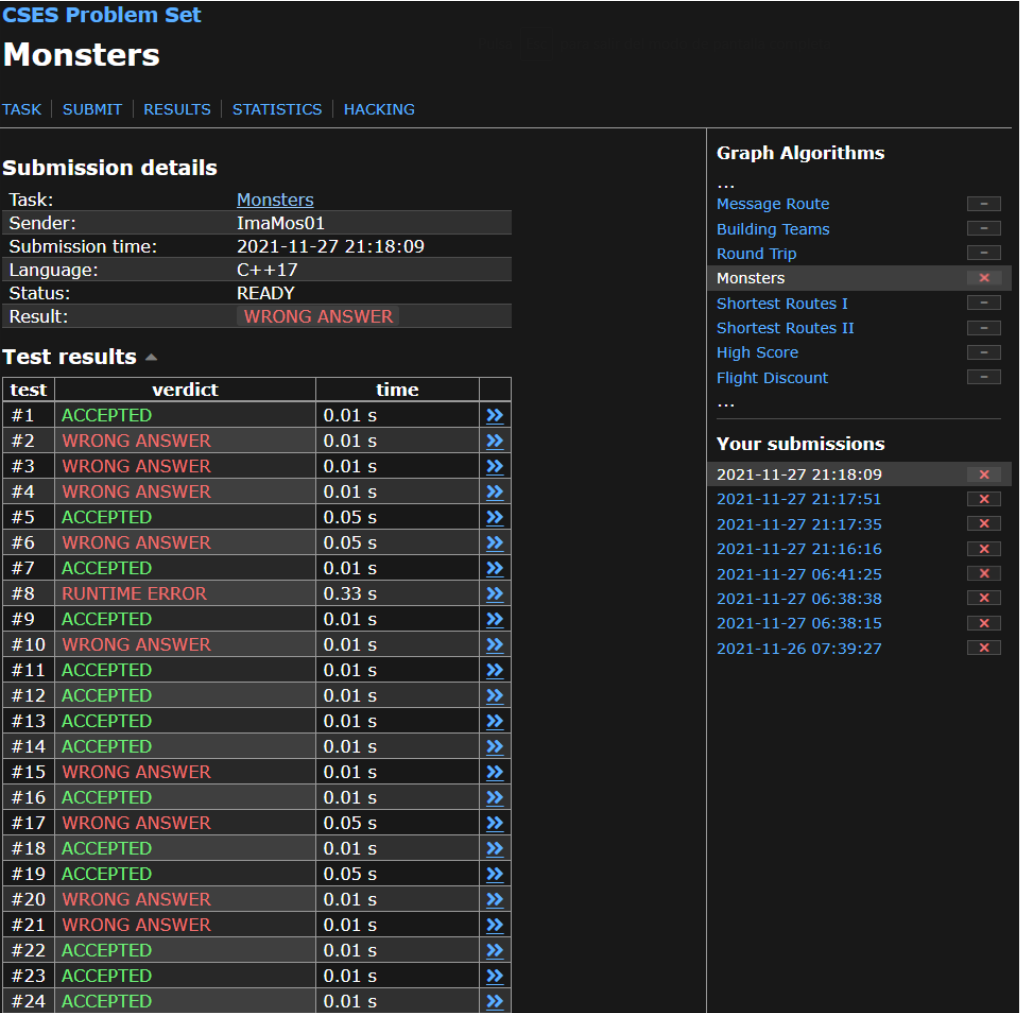 CSES Problem Set
Monsters
TASK | SUBMIT | RESULTS | STATISTICS | HACKING
Submission details
Task: Monsters
Sender: ImaMos01
Submission time: 2021-11-27 21:18:09
Language: C++17
Status: READY
Result: WRONG ANSWER
Test results
test verdict time
#1 ACCEPTED 0.01 s »
#2 WRONG ANSWER 0.01 s »
#3 WRONG ANSWER 0.01 s »
#4 WRONG ANSWER 0.01 s »
#5 ACCEPTED 0.05 s »
#6 WRONG ANSWER 0.05 s »
#7 ACCEPTED 0.01 s »
#8 RUNTIME ERROR 0.33 s »
#9 ACCEPTED 0.01 s »
#10 WRONG ANSWER 0.01 s »
#11 ACCEPTED 0.01 s »
#12 ACCEPTED 0.01 s »
#13 ACCEPTED 0.01 s »
#14 ACCEPTED 0.01 s »
#15 WRONG ANSWER 0.01 s »
#16 ACCEPTED 0.01 s »
#17 WRONG ANSWER 0.05 s »
#18 ACCEPTED 0.01 s »
#19 ACCEPTED 0.05 s »
#20 WRONG ANSWER 0.01 s »
#21 WRONG ANSWER 0.01 s »
#22 ACCEPTED 0.01 s »
#23 ACCEPTED 0.01 s »
#24 ACCEPTED 0.01 s »
Graph Algorithms
...
Message Route –
Building Teams –
Round Trip –
Monsters ×
Shortest Routes I –
Shortest Routes II –
High Score –
Flight Discount –
...
Your submissions
2021-11-27 21:18:09 ×
2021-11-27 21:17:51 ×
2021-11-27 21:17:35 ×
2021-11-27 21:16:16 ×
2021-11-27 06:41:25 ×
2021-11-27 06:38:38 ×
2021-11-27 06:38:15 ×
2021-11-26 07:39:27 ×